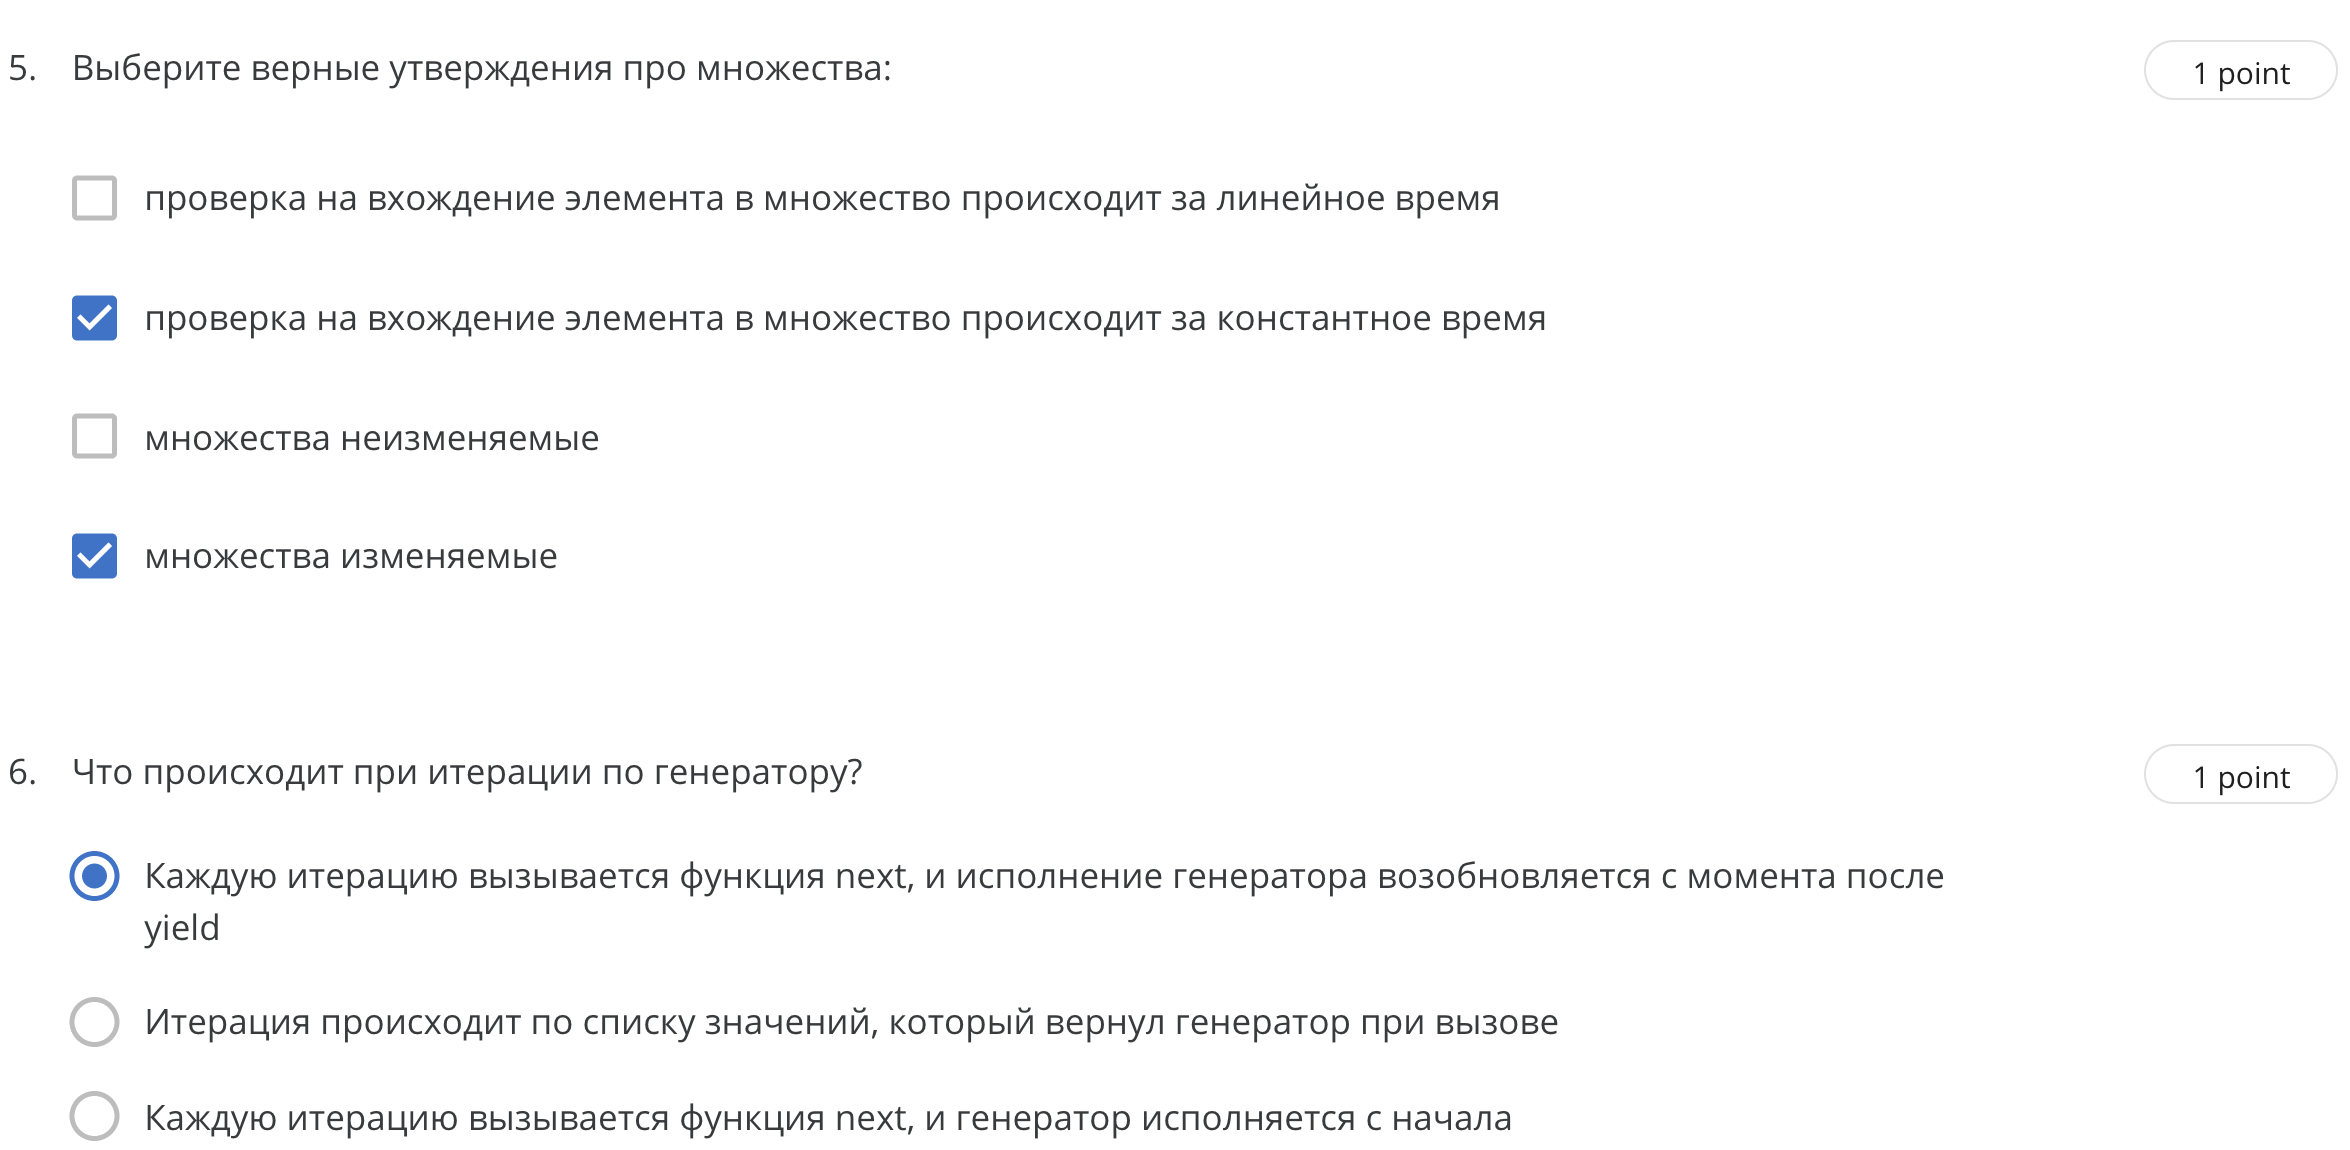 5. Выберите верные утверждения про множества:
1 point
проверка на вхождение элемента в множество происходит за линейное время
проверка на вхождение элемента в множество происходит за константное время
множества неизменяемые
множества изменяемые
6. Что происходит при итерации по генератору?
1 point
Каждую итерацию вызывается функция next, и исполнение генератора возобновляется с момента после
yield
Итерация происходит по списку значений, который вернул генератор при вызове
Каждую итерацию вызывается функция next, и генератор исполняется с начала